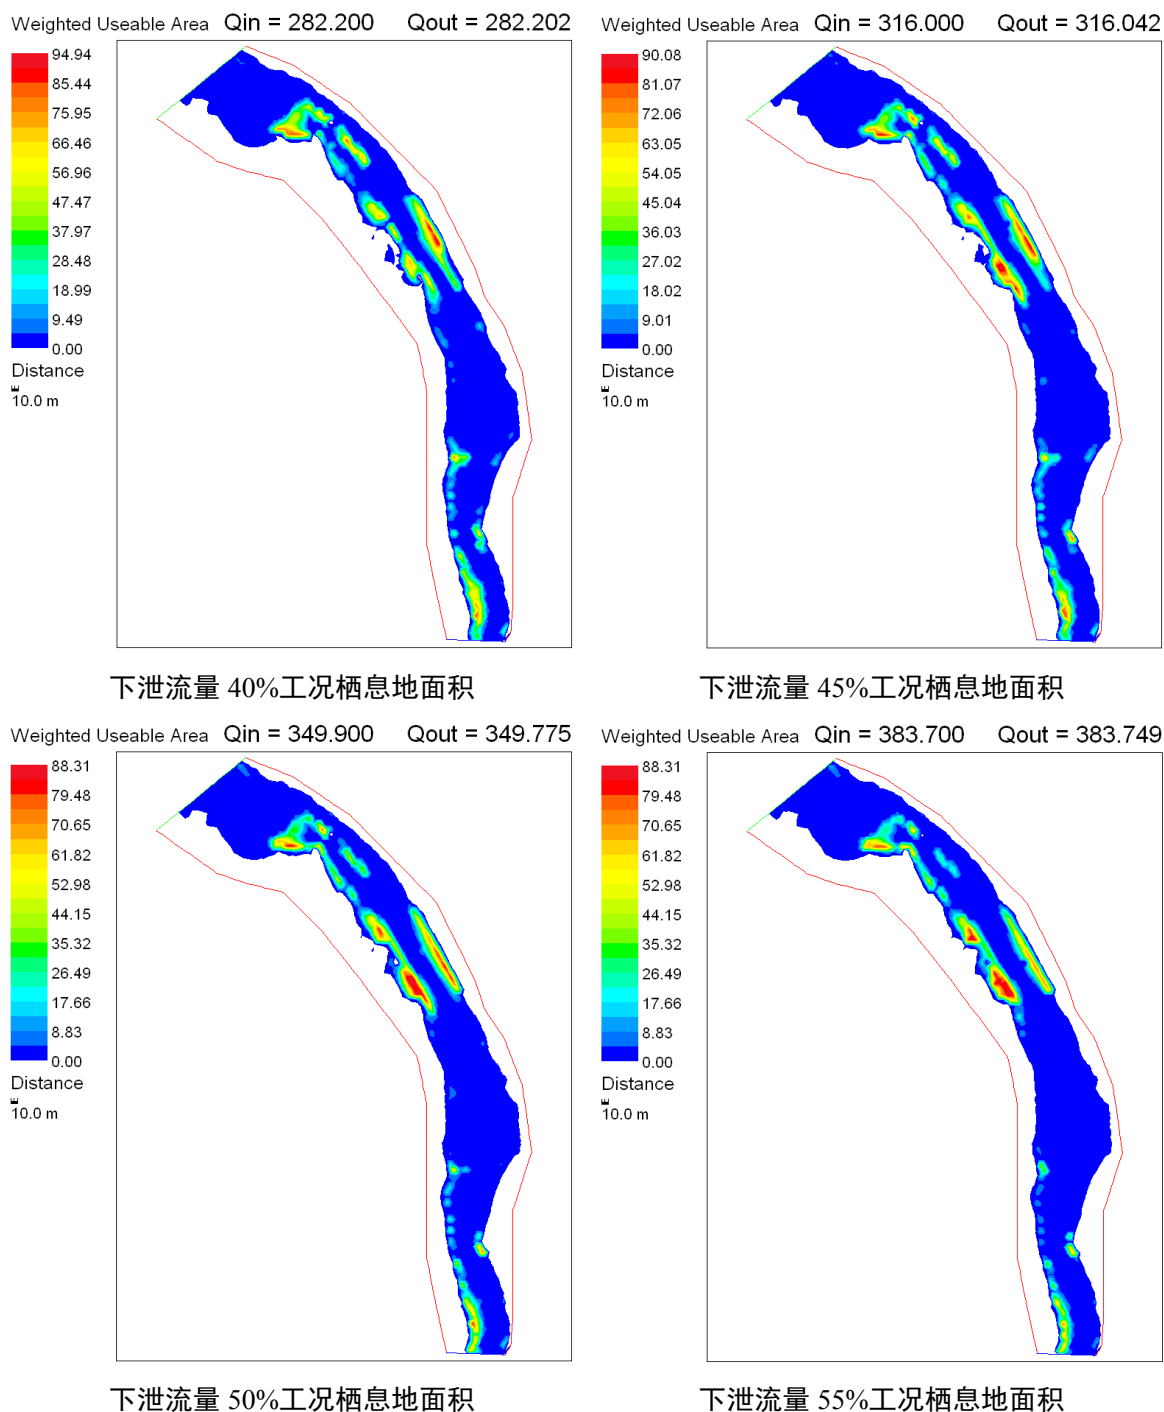 Weighted Useable Area Qin = 282.200 Qout = 282.202
94.94
85.44
75.95
66.46
56.96
47.47
37.97
28.48
18.99
9.49
0.00
Distance
10.0 m
下泄流量 40%工况栖息地面积
Weighted Useable Area Qin = 316.000 Qout = 316.042
90.08
81.07
72.06
63.05
54.05
45.04
36.03
27.02
18.02
9.01
0.00
Distance
10.0 m
下泄流量 45%工况栖息地面积
Weighted Useable Area Qin = 349.900 Qout = 349.775
88.31
79.48
70.65
61.82
52.98
44.15
35.32
26.49
17.66
8.83
0.00
Distance
10.0 m
下泄流量 50%工况栖息地面积
Weighted Useable Area Qin = 383.700 Qout = 383.749
88.31
79.48
70.65
61.82
52.98
44.15
35.32
26.49
17.66
8.83
0.00
Distance
10.0 m
下泄流量 55%工况栖息地面积